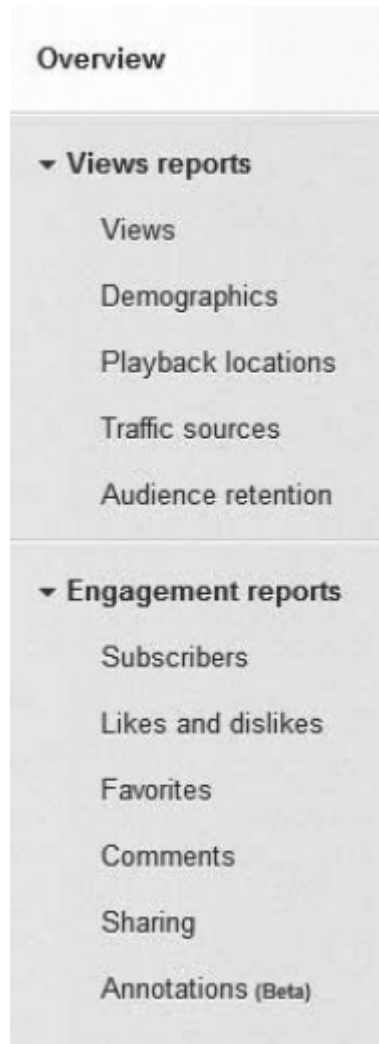 Overview
Views reports
Views
Demographics
Playback locations
Traffic sources
Audience retention
Engagement reports
Subscribers
Likes and dislikes
Favorites
Comments
Sharing
Annotations (Beta)